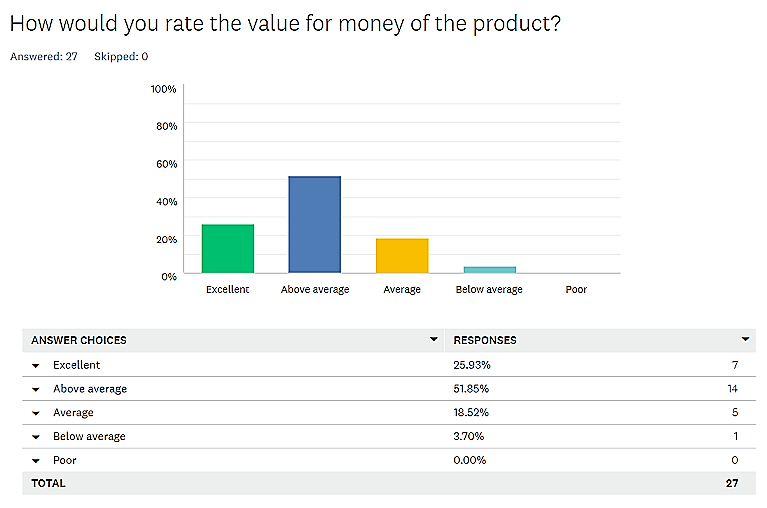 How would you rate the value for money of the product?
Answered: 27 Skipped: 0
100%
80%
60%
40%
20%
0%
Excellent Above average Average Below average Poor
ANSWER CHOICES RESPONSES
Excellent 25.93% 7
Above average 51.85% 14
Average 18.52% 5
Below average 3.70% 1
Poor 0.00% 0
TOTAL 27